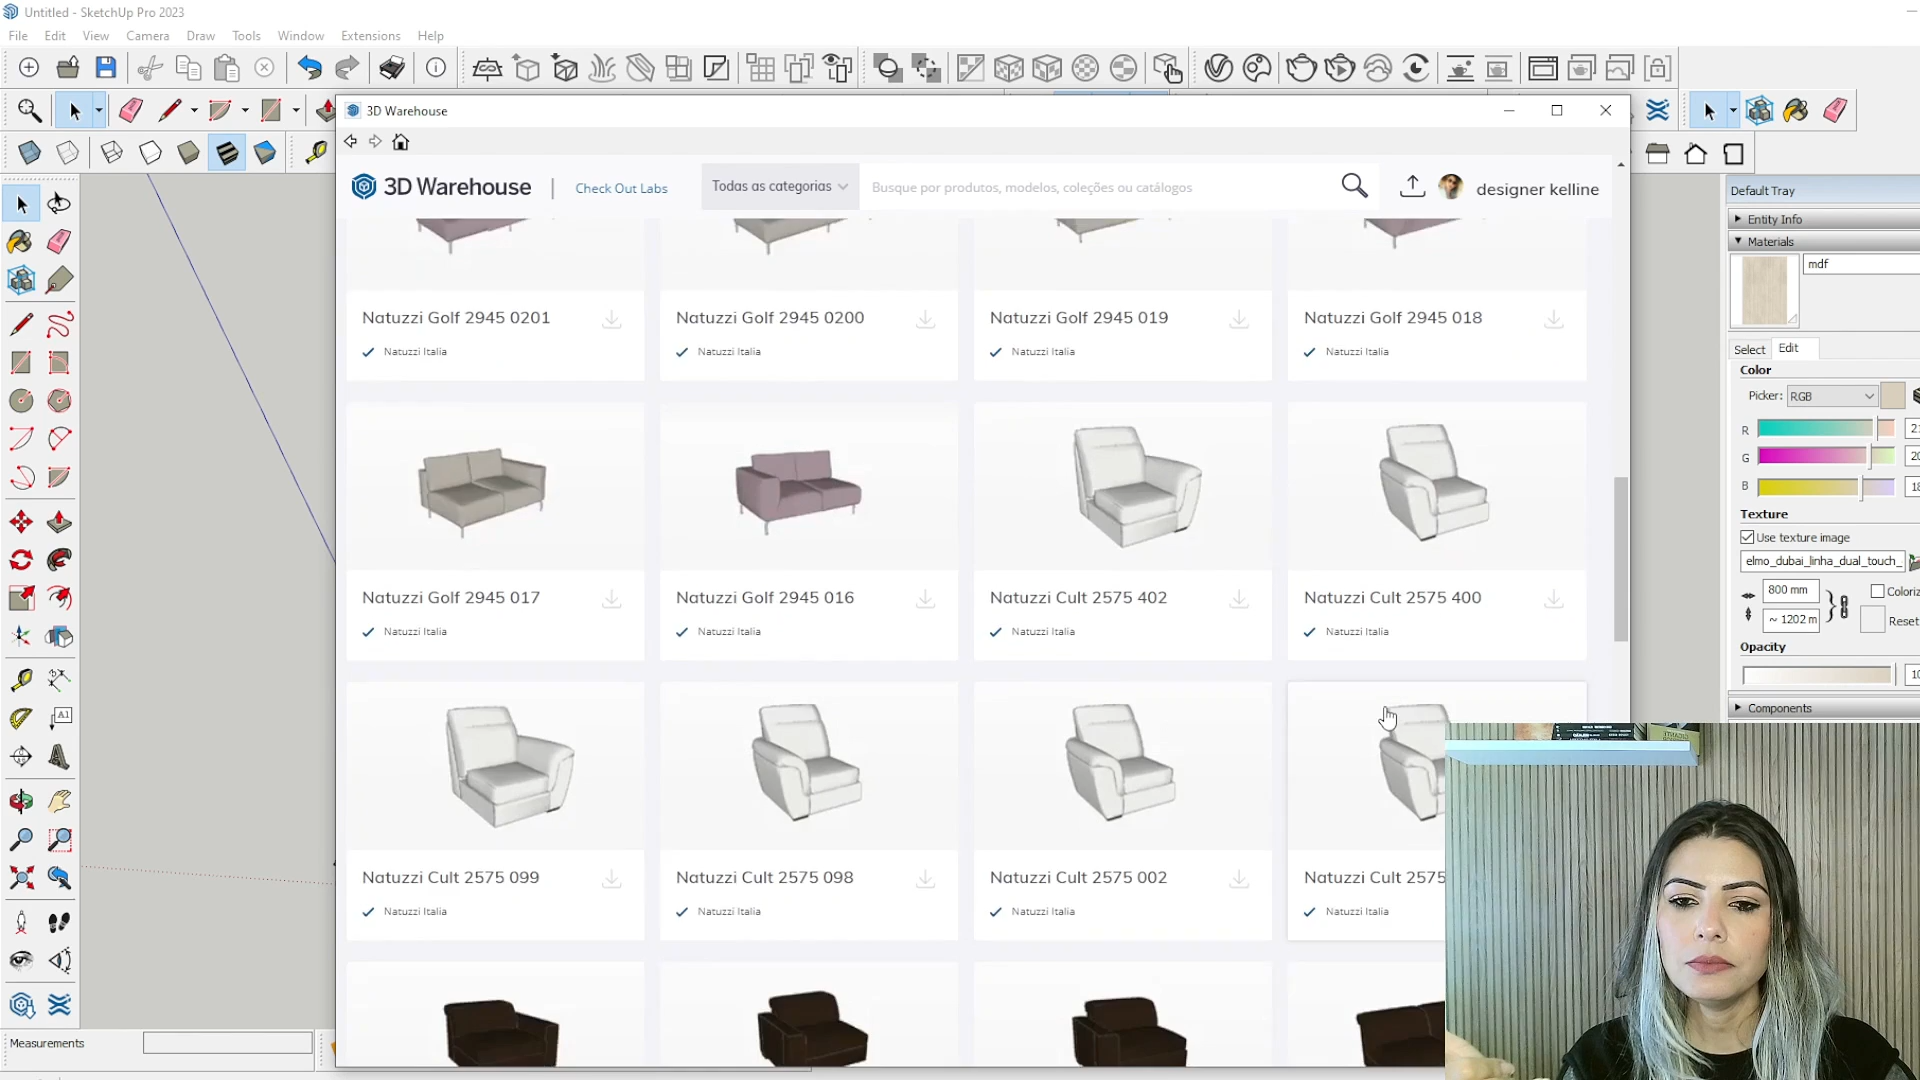 Untitled - SketchUp Pro 2023
File Edit View Camera Draw Tools Window Extensions Help
3D Warehouse
3D Warehouse | Check Out Labs Todas as categorias Busque por produtos, modelos, coleções ou catálogos designer kelline
Natuzzi Golf 2945 0201
Natuzzi Italia
Natuzzi Golf 2945 0200
Natuzzi Italia
Natuzzi Golf 2945 019
Natuzzi Italia
Natuzzi Golf 2945 018
Natuzzi Italia
Natuzzi Golf 2945 017
Natuzzi Italia
Natuzzi Golf 2945 016
Natuzzi Italia
Natuzzi Cult 2575 402
Natuzzi Italia
Natuzzi Cult 2575 400
Natuzzi Italia
Natuzzi Cult 2575 099
Natuzzi Italia
Natuzzi Cult 2575 098
Natuzzi Italia
Natuzzi Cult 2575 002
Natuzzi Italia
Natuzzi Cult 2575
Natuzzi Italia
Default Tray
Entity Info
Materials
mdf
Select Edit
Color
Picker: RGB
R
G
B
Texture
Use texture image
elmo_dubai_linha_dual_touch_
800 mm
~ 1202 m
Reset
Opacity
Components
A1
Measurements